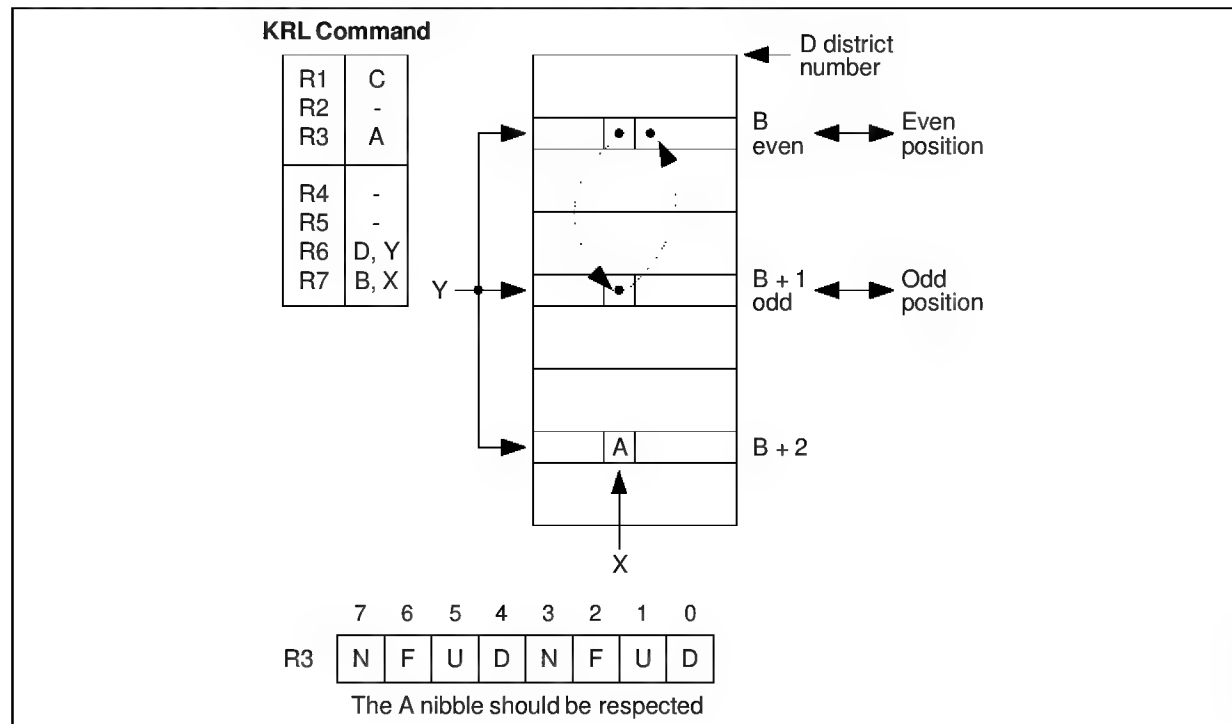 KRL Command
R1 C
R2 -
R3 A
R4 -
R5 -
R6 D, Y
R7 B, X
D district
number
B
even
Even
position
Y
B + 1
odd
Odd
position
A
B + 2
X
7 6 5 4 3 2 1 0
R3 N F U D N F U D
The A nibble should be respected